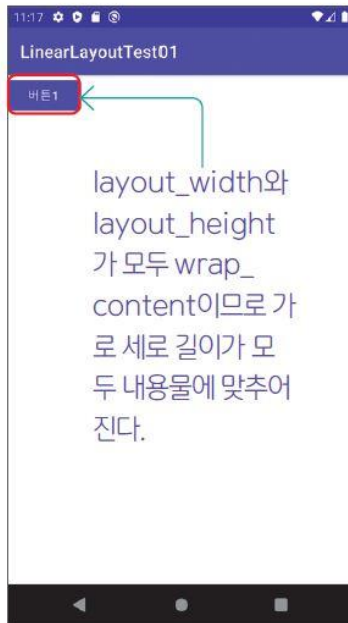 11:17
LinearLayoutTest01
버튼1
layout_width와
layout_height
가 모두 wrap_
content이므로 가
로 세로 길이가 모
두 내용물에 맞추어
진다.